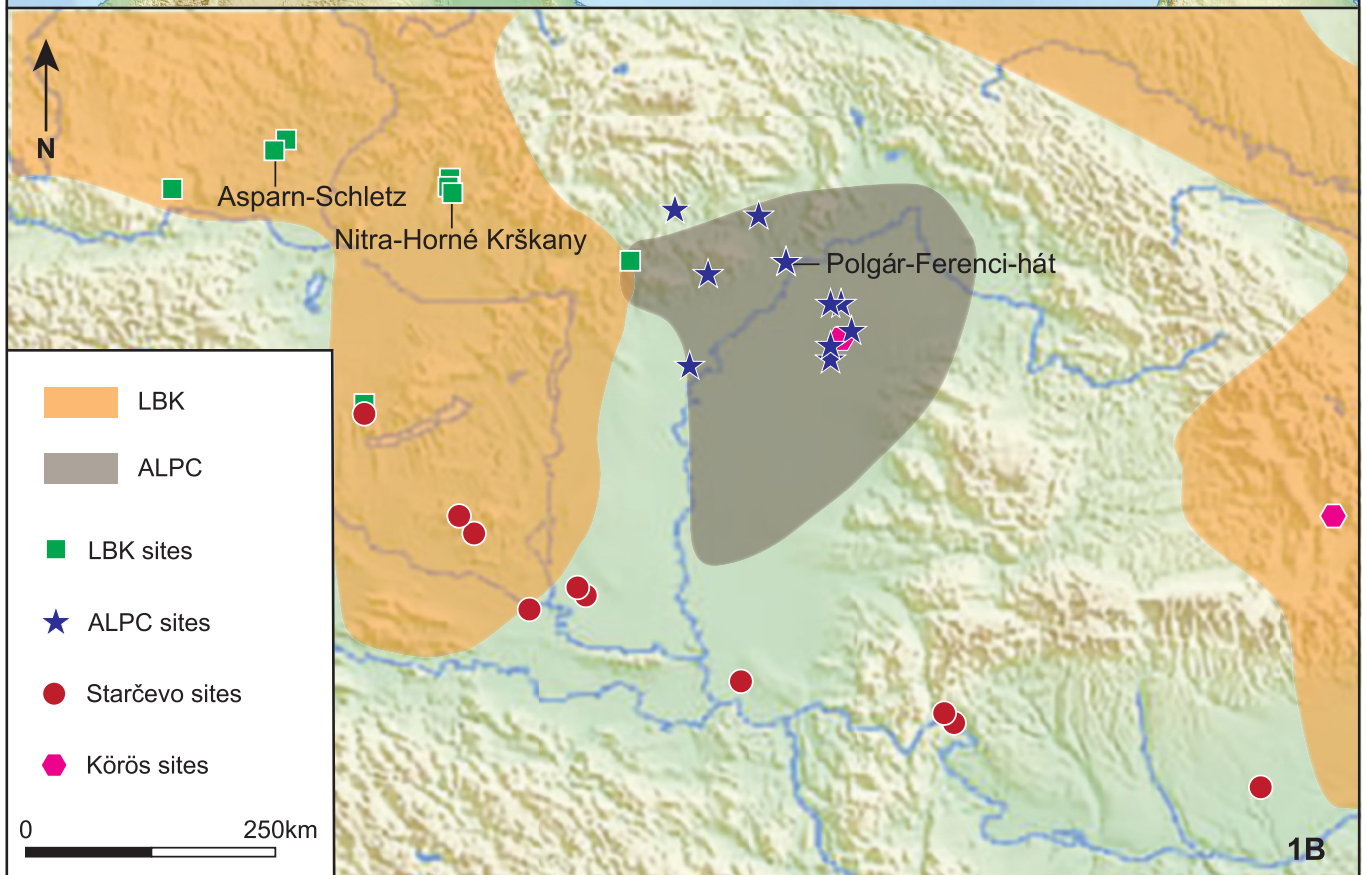 N
Asparn-Schletz
Nitra-Horné Krškany
Polgár-Ferenci-hát
LBK
ALPC
LBK sites
ALPC sites
Starčevo sites
Körös sites
0 250km
1B